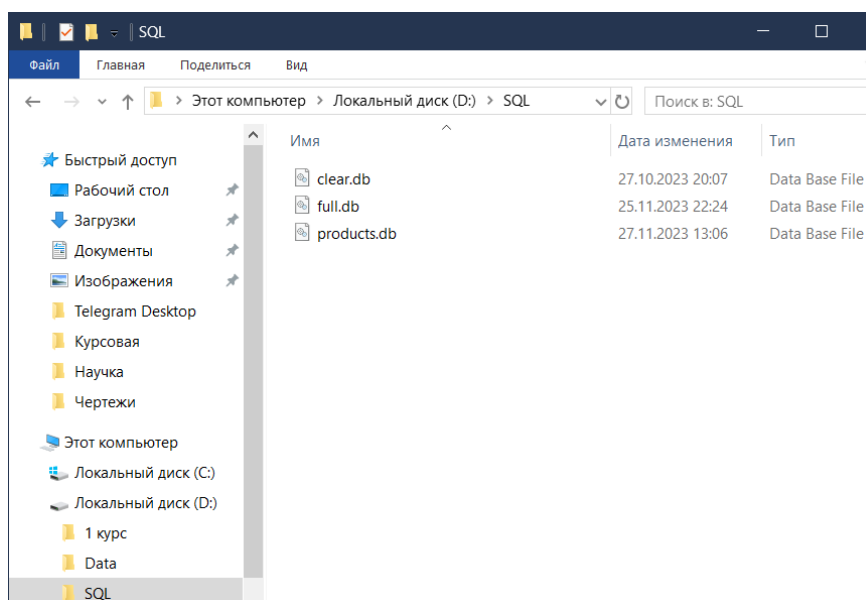 SQL
Файл Главная Поделиться Вид
Этот компьютер > Локальный диск (D:) > SQL Поиск в: SQL
Имя Дата изменения Тип
Быстрый доступ
Рабочий стол
Загрузки
Документы
Изображения
Telegram Desktop
Курсовая
Научка
Чертежи
Этот компьютер
Локальный диск (C:)
Локальный диск (D:)
1 курс
Data
SQL
clear.db 27.10.2023 20:07 Data Base File
full.db 25.11.2023 22:24 Data Base File
products.db 27.11.2023 13:06 Data Base File